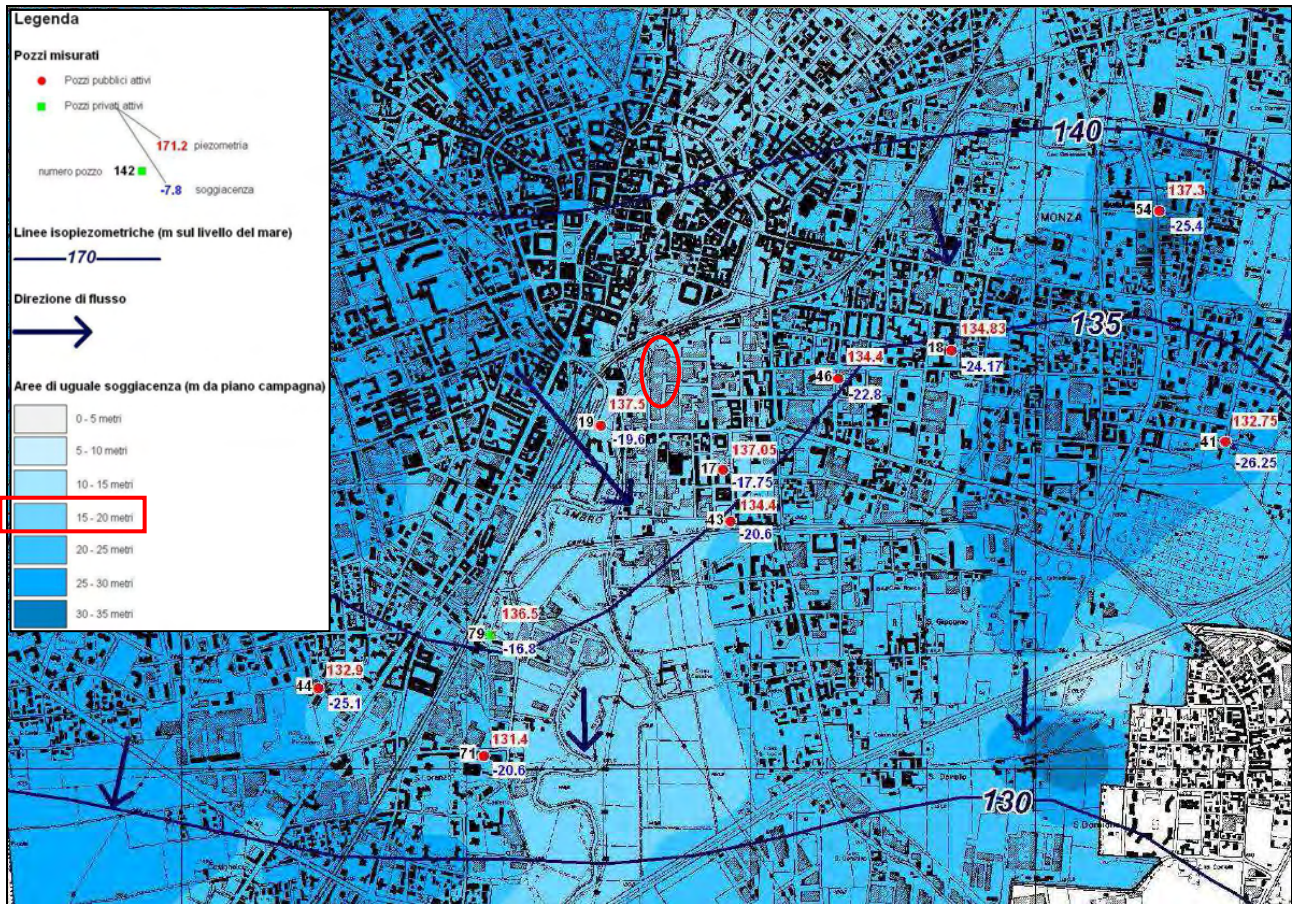 Legenda
Pozzi misurati
Pozzi pubblici attivi
Pozzi privati attivi
171.2 piezometria
numero pozzo 142
-7.8 soggiacenza
Linee isopiezometriche (m sul livello del mare)
170
Direzione di flusso
Aree di uguale soggiacenza (m da piano campagna)
0 - 5 metri
5 - 10 metri
10 - 15 metri
15 - 20 metri
20 - 25 metri
25 - 30 metri
30 - 35 metri
140
137.3
54
MONZA
-25.4
135
134.83
18
-24.17
134.4
46
-22.8
137.5
19
-19.6
132.75
41
-26.25
137.05
17
-17.75
134.4
43
-20.6
LAMBRO
136.5
79
-16.8
132.9
44
-25.1
FIUME
131.4
71
-20.6
S. Damiano
130